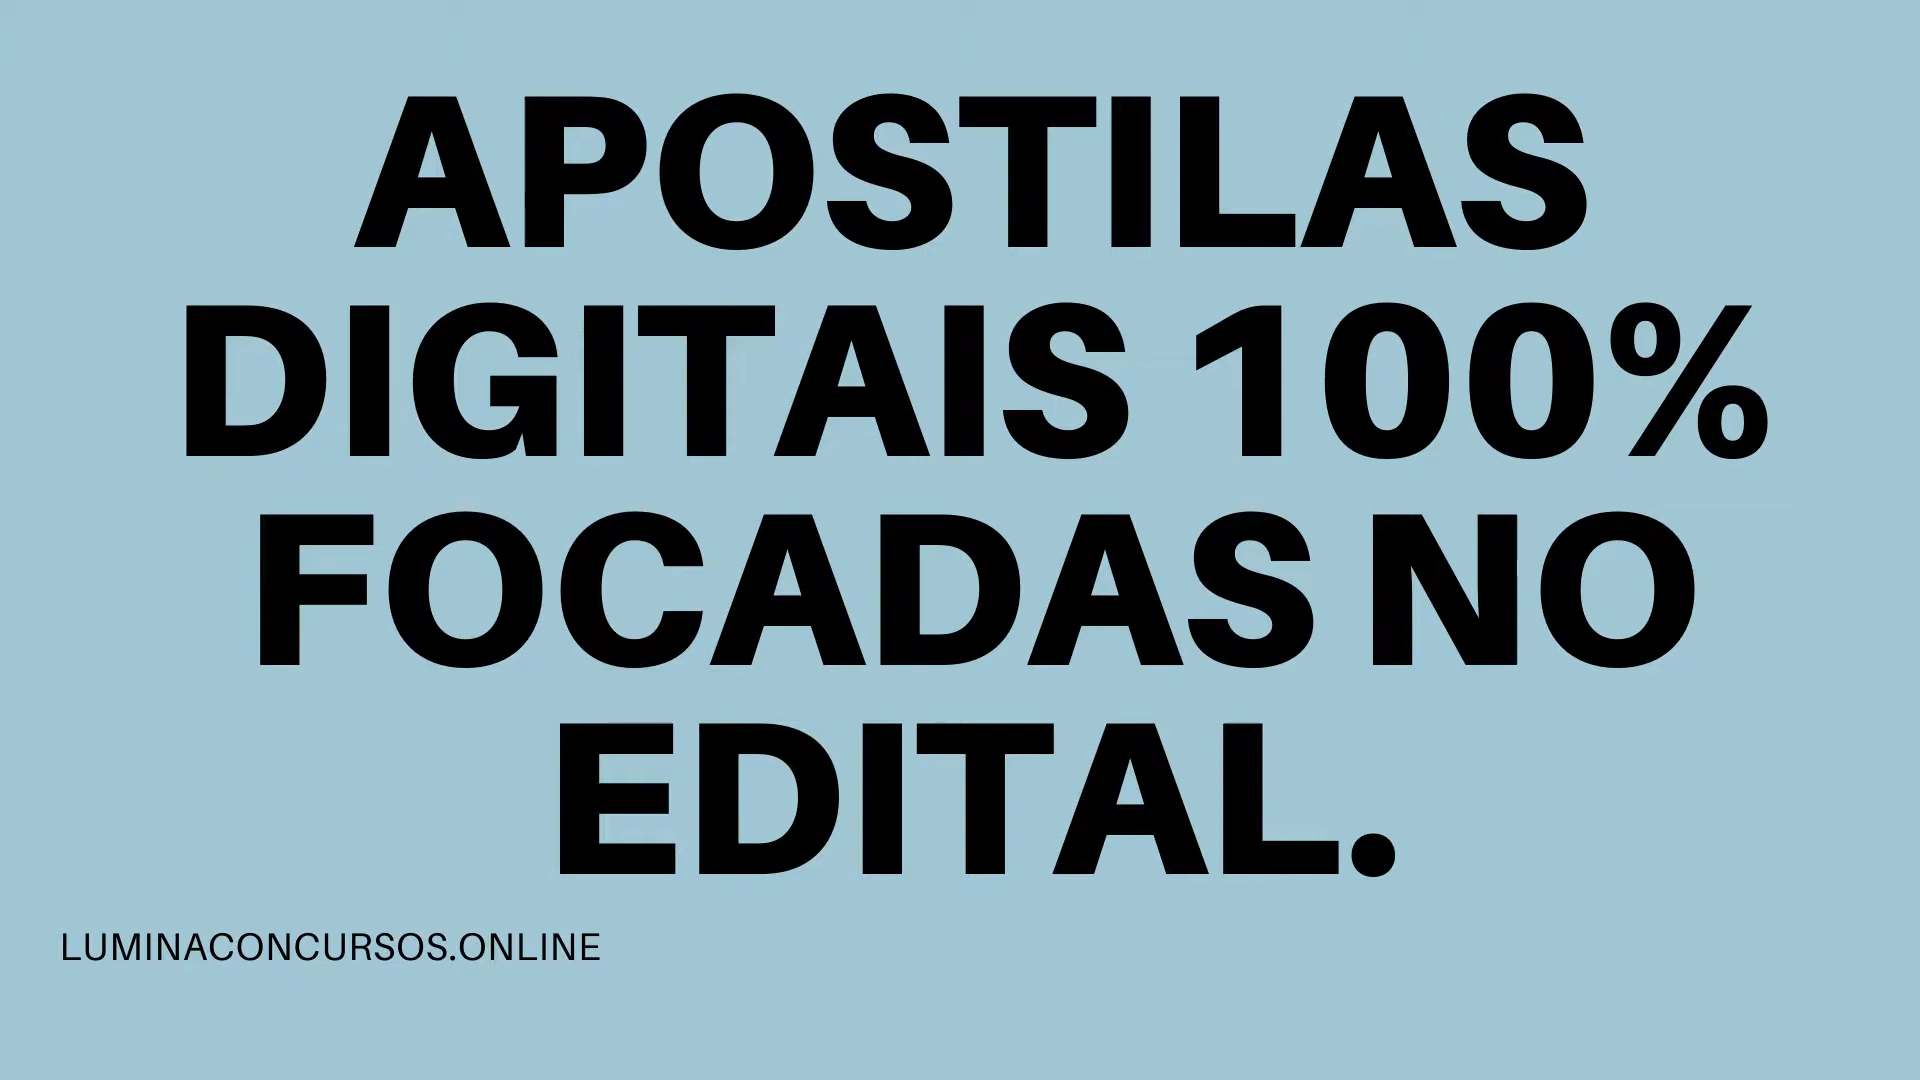 APOSTILAS
DIGITAIS 100%
FOCADAS NO
EDITAL.
LUMINACONCURSOS.ONLINE